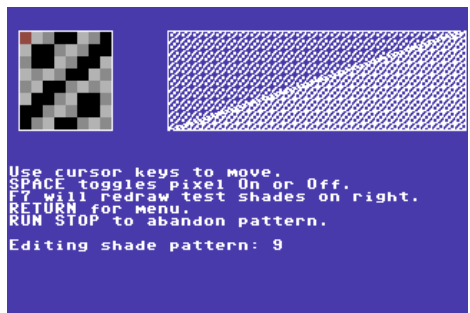 Use cursor keys to move.
SPACE toggles pixel On or Off.
F7 will redraw test shades on right.
RETURN for menu.
RUN STOP to abandon pattern.
Editing shade pattern: 9